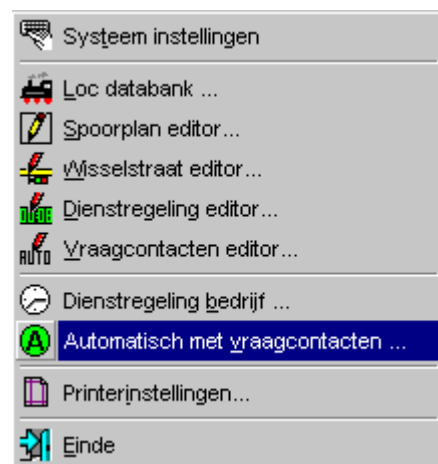 Systeem instellingen
Loc databank ...
Spoorplan editor...
Wisselstraat editor...
Dienstregeling editor...
AUTO Vraagcontacten editor...
Dienstregeling bedrijf ...
A Automatisch met vraagcontacten ...
Printerinstellingen...
Einde